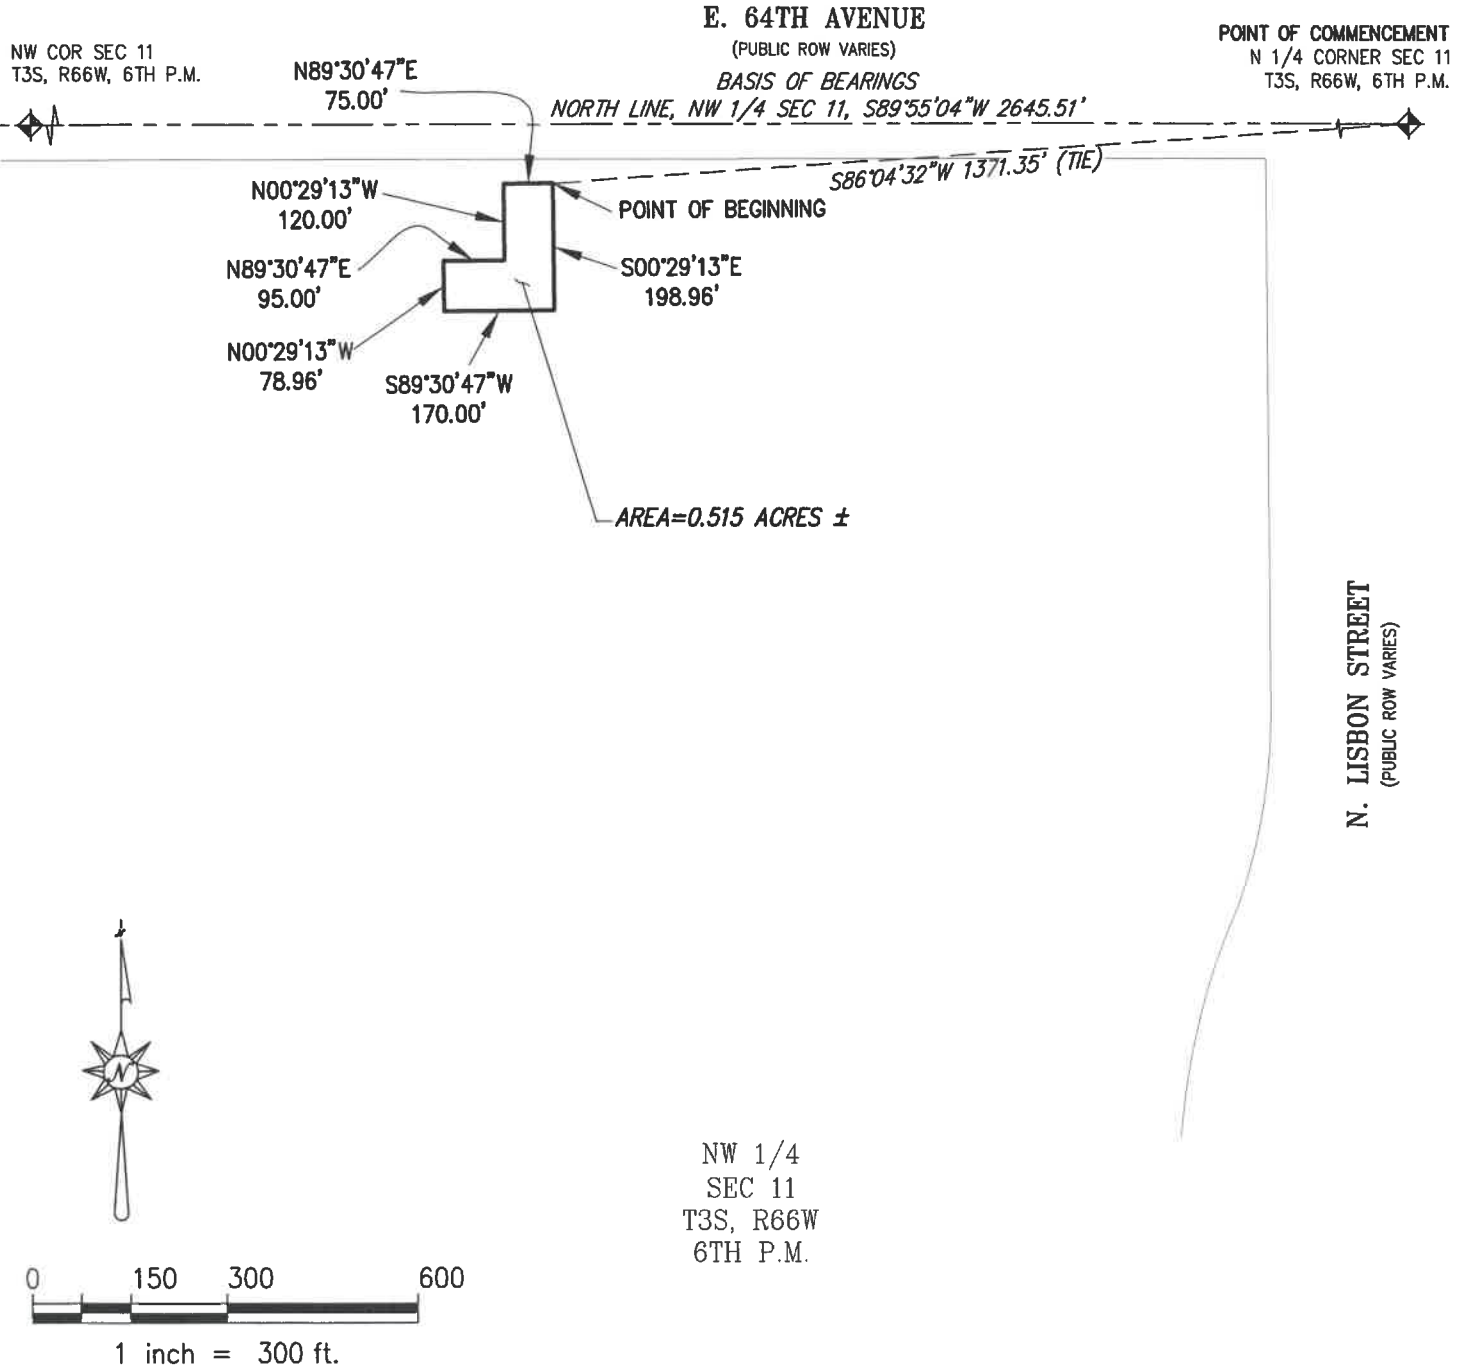 E. 64TH AVENUE
(PUBLIC ROW VARIES)
BASIS OF BEARINGS
NORTH LINE, NW 1/4 SEC 11, S89°55'04"W 2645.51'
NW COR SEC 11
T3S, R66W, 6TH P.M.
POINT OF COMMENCEMENT
N 1/4 CORNER SEC 11
T3S, R66W, 6TH P.M.
N89°30'47"E
75.00'
S86°04'32"W 1371.35' (TIE)
N00°29'13"W
120.00'
POINT OF BEGINNING
N89°30'47"E
95.00'
S00°29'13"E
198.96'
N00°29'13"W
78.96'
S89°30'47"W
170.00'
AREA=0.515 ACRES ±
N. LISBON STREET
(PUBLIC ROW VARIES)
N
NW 1/4
SEC 11
T3S, R66W
6TH P.M.
0 150 300 600
1 inch = 300 ft.